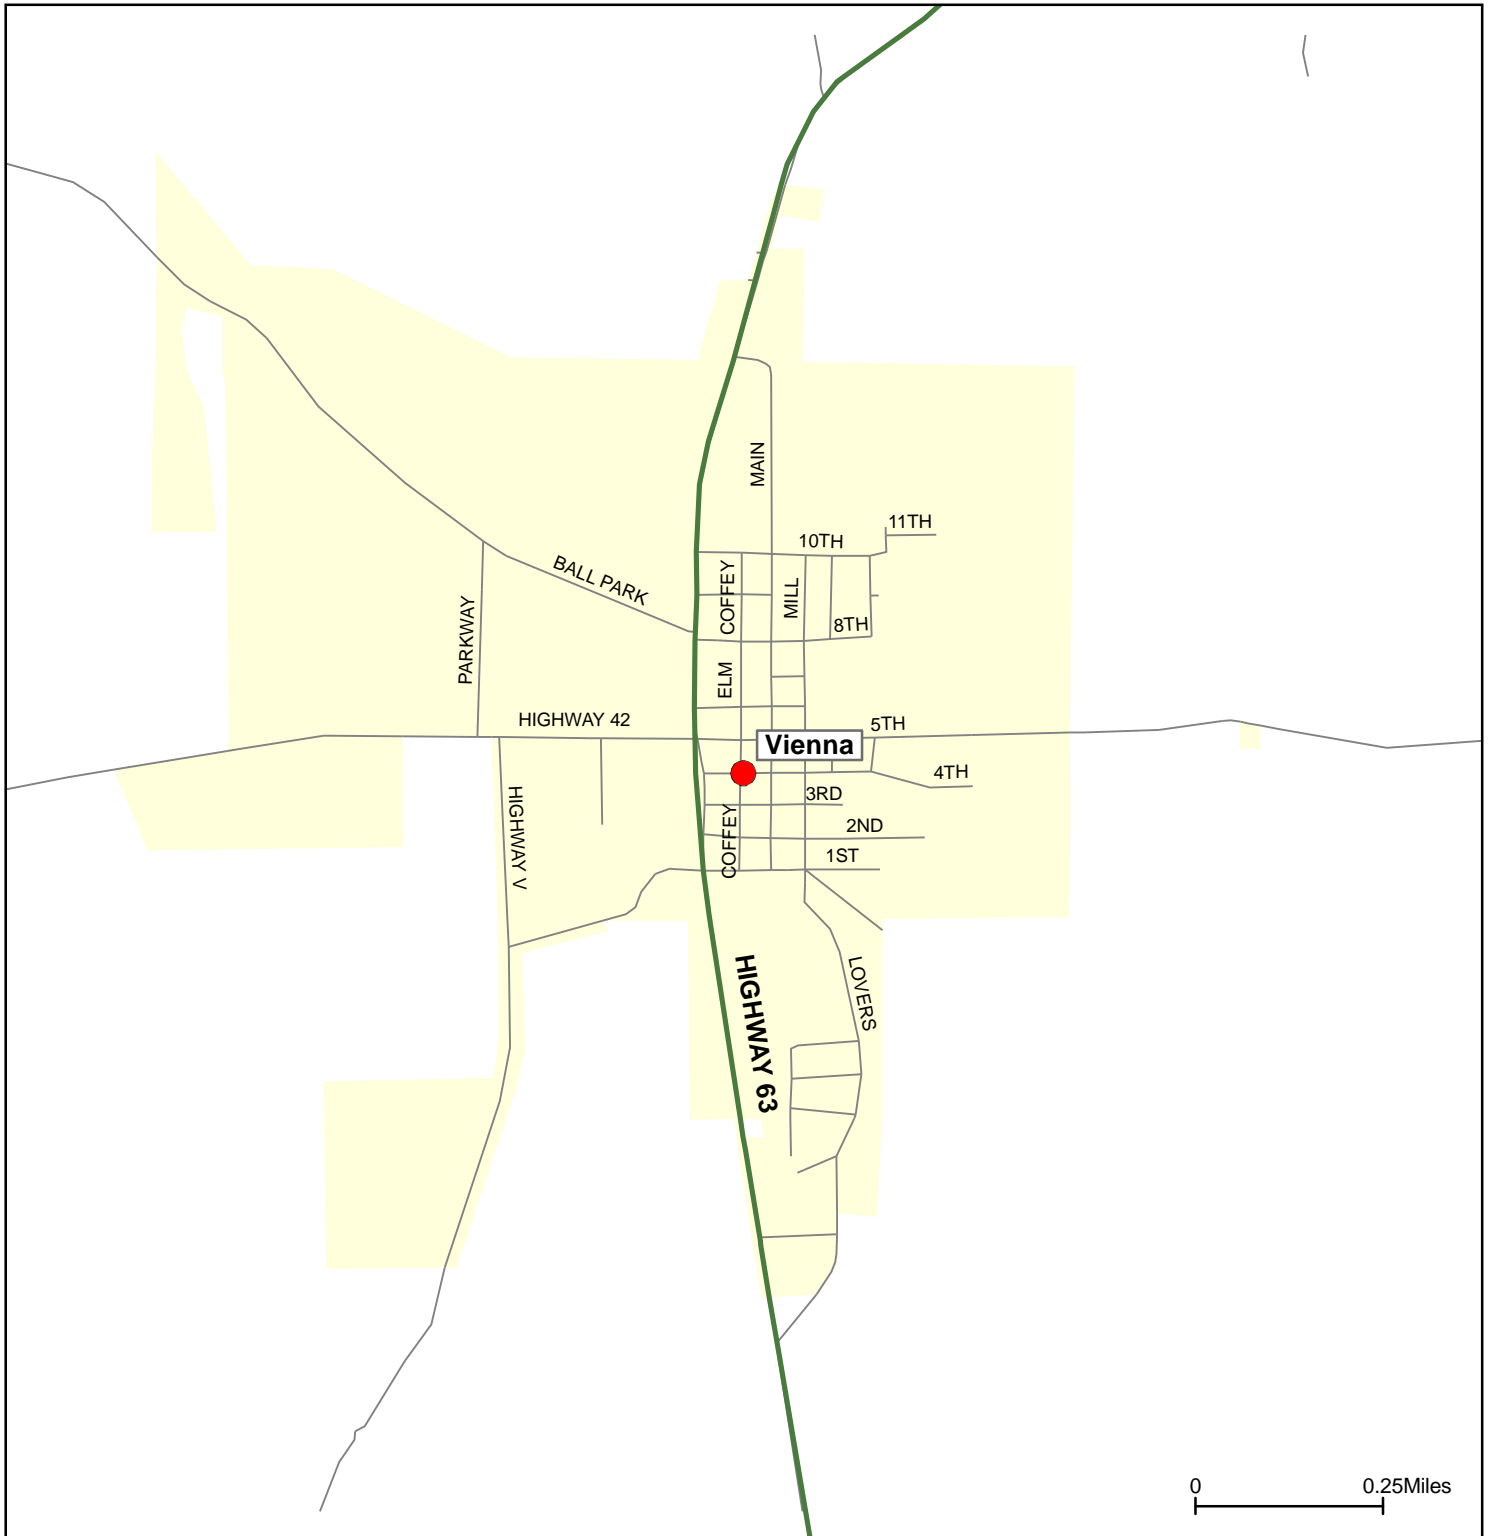 MAIN
11TH
10TH
BALL PARK
COFFEY
MILL
PARKWAY
8TH
ELM
HIGHWAY 42
5TH
Vienna
4TH
HIGHWAY V
3RD
COFFEY
2ND
1ST
HIGHWAY 63
LOVERS
0 0.25Miles